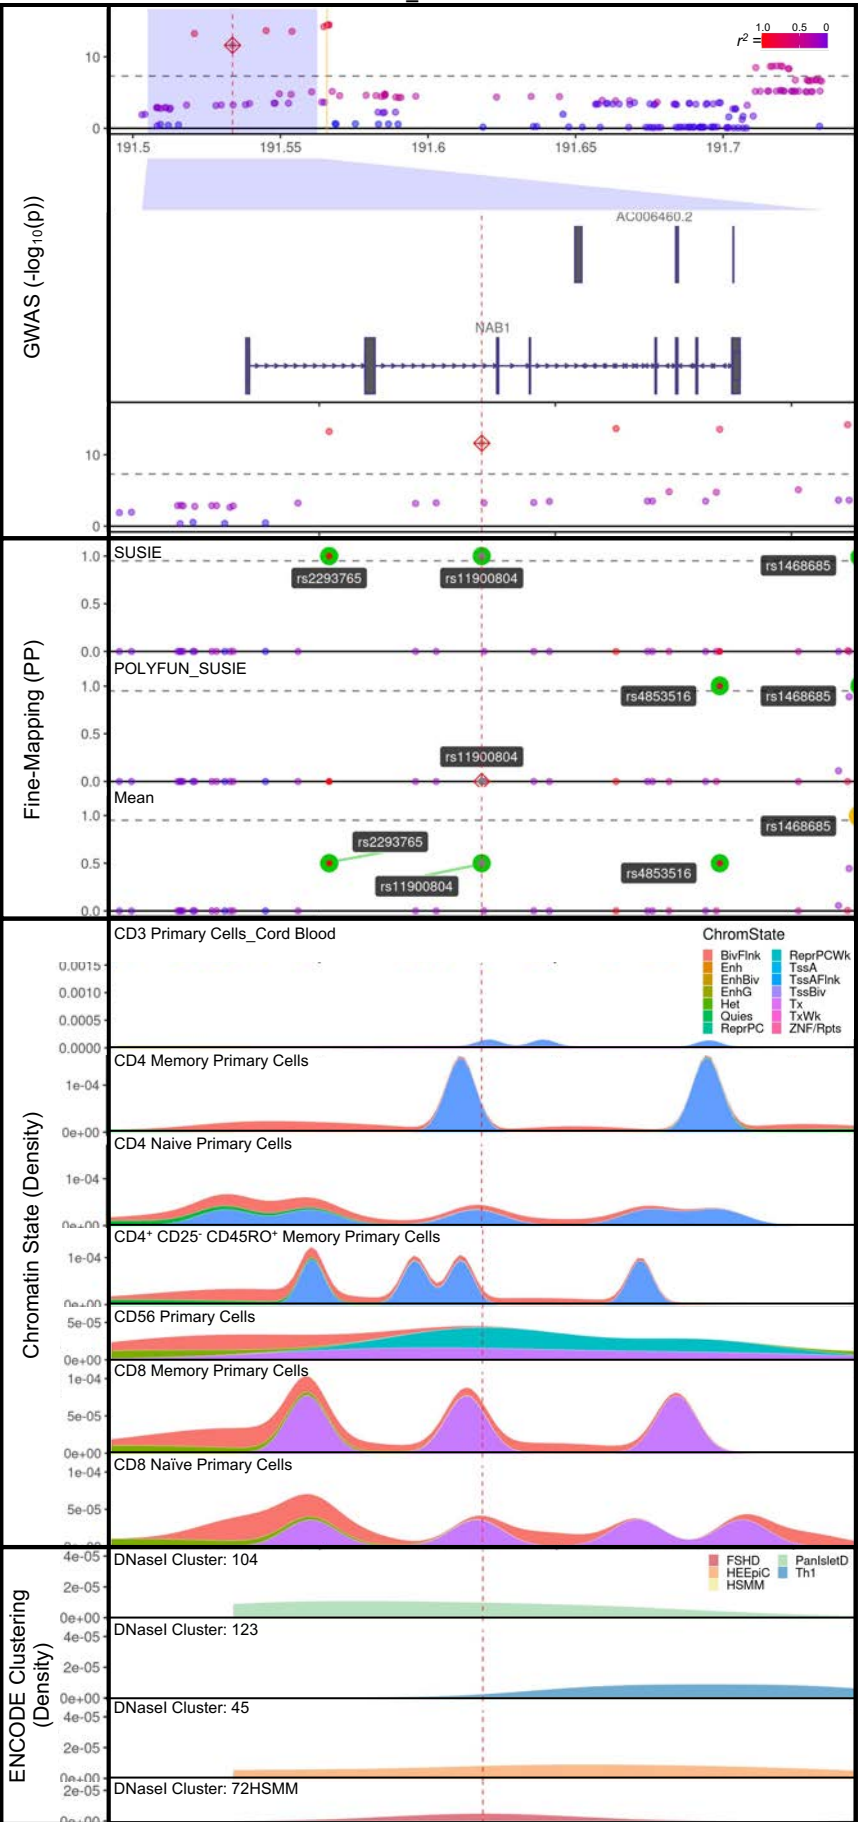 r² =
1.0 0.5 0
10
0
191.5 191.55 191.6 191.65 191.7
GWAS (-log₁₀(p))
AC006460.2
NAB1
10
0
Fine-Mapping (PP)
SUSIE
1.0
rs2293765 rs11900804 rs1468685
0.5
0.0
POLYFUN_SUSIE
1.0
rs4853516 rs1468685
0.5
rs11900804
0.0
Mean
1.0
rs1468685
rs2293765
0.5
rs4853516
rs11900804
0.0
Chromatin State (Density)
CD3 Primary Cells_Cord Blood
ChromState
BivFlnk ReprPCWk
Enh TssA
EnhBiv TssAFlnk
EnhG TssBiv
Het Tx
Quies TxWk
ReprPC ZNF/Rpts
0.0015
0.0010
0.0005
0.0000
CD4 Memory Primary Cells
1e-04
0e+00
CD4 Naive Primary Cells
1e-04
0e+00
CD4⁺ CD25⁻ CD45RO⁺ Memory Primary Cells
1e-04
0e+00
CD56 Primary Cells
5e-05
0e+00
CD8 Memory Primary Cells
1e-04
5e-05
0e+00
CD8 Naïve Primary Cells
1e-04
5e-05
ENCODE Clustering
(Density)
DNaseI Cluster: 104
FSHD PanIsletD
HEEpiC Th1
HSMM
4e-05
2e-05
0e+00
DNaseI Cluster: 123
4e-05
2e-05
0e+00
DNaseI Cluster: 45
4e-05
2e-05
0e+00
DNaseI Cluster: 72HSMM
2e-05
0e+00